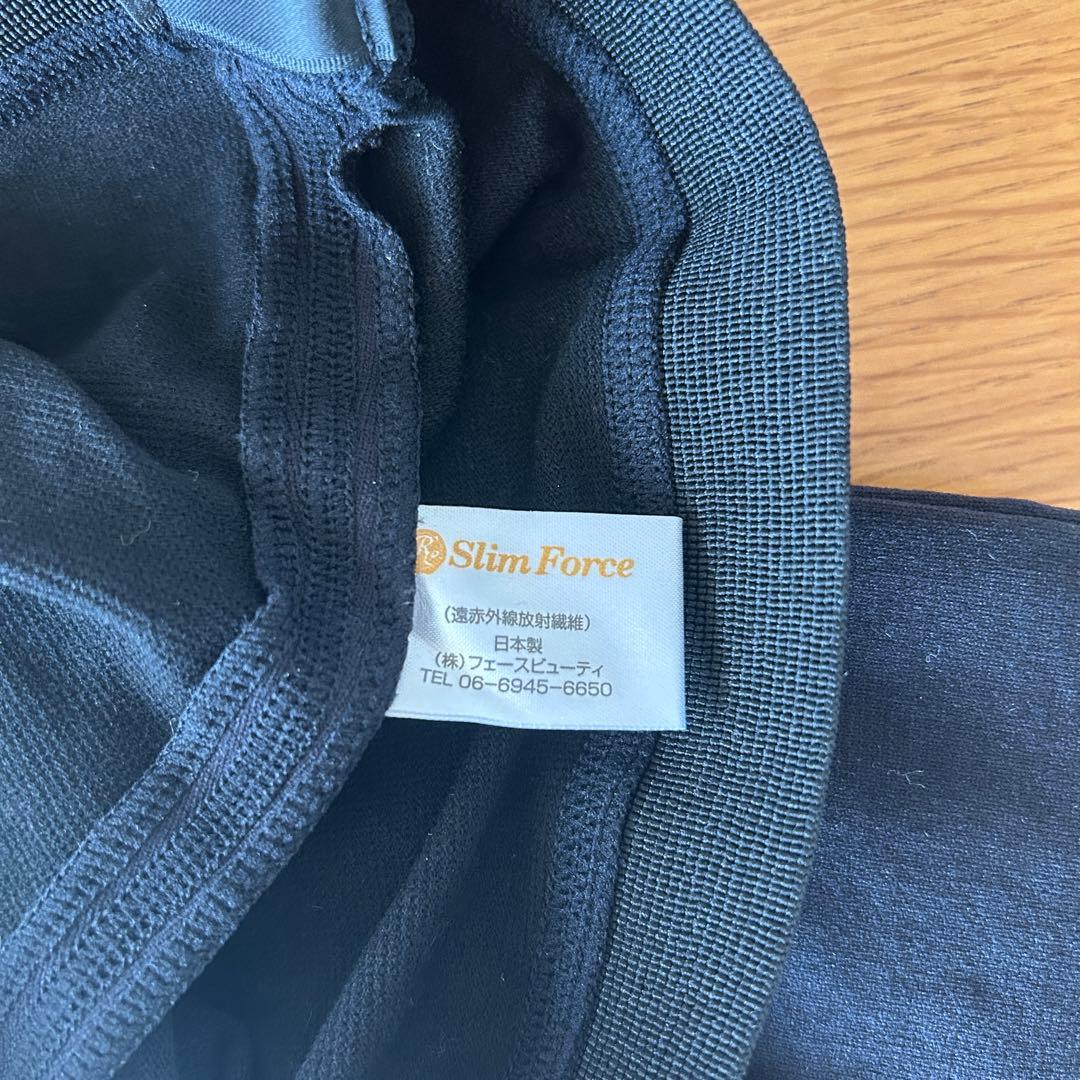 Slim Force
(遠赤外線放射繊維)
日本製
(株)フェースビューティ
TEL 06-6945-6650